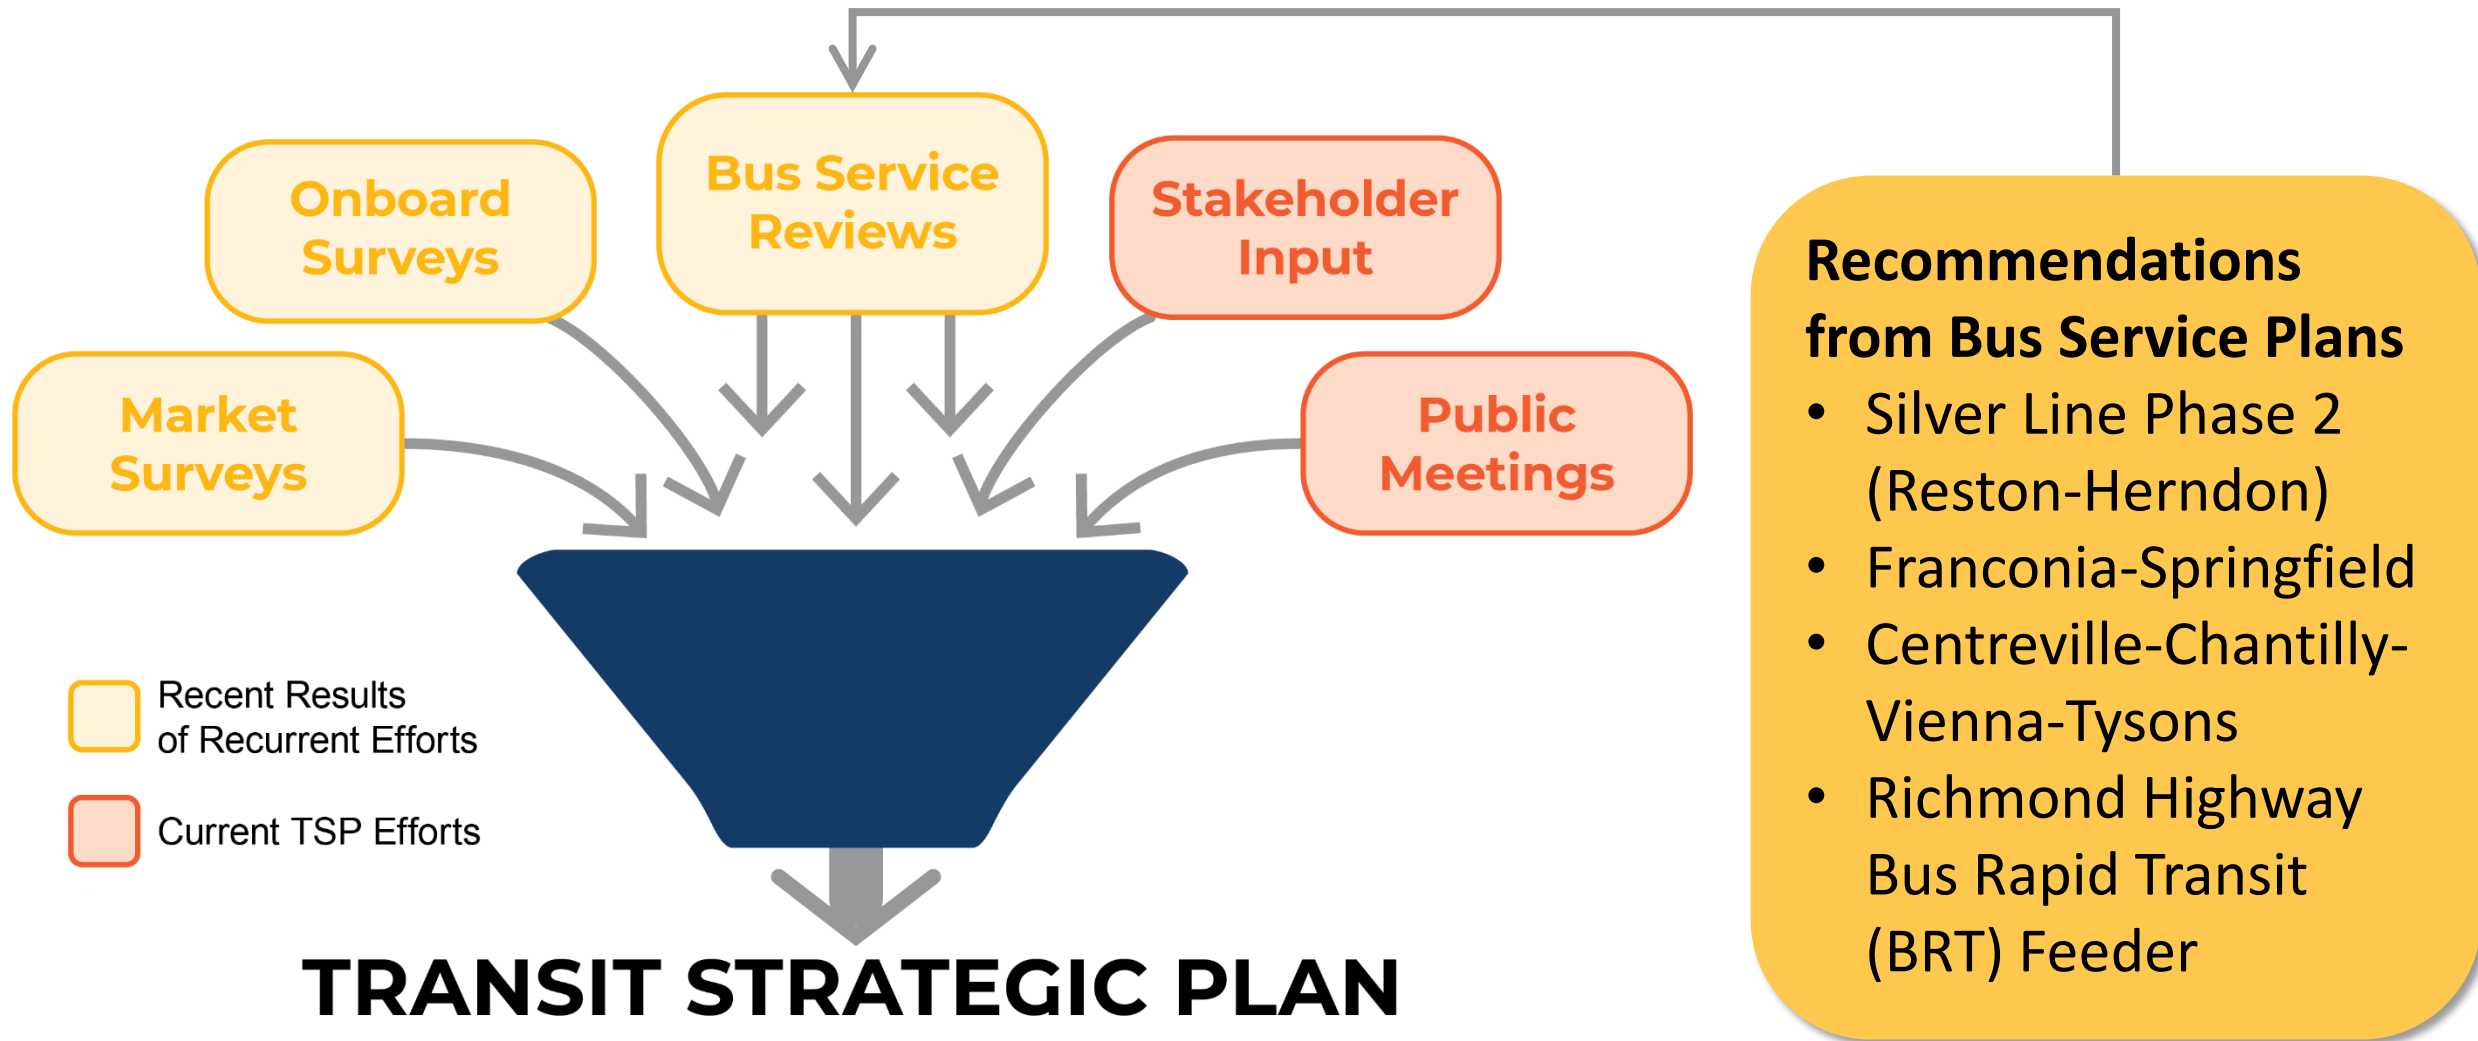 Onboard
Surveys
Bus Service
Reviews
Stakeholder
Input
Market
Surveys
Public
Meetings
Recent Results
of Recurrent Efforts
Current TSP Efforts
TRANSIT STRATEGIC PLAN
Recommendations
from Bus Service Plans
• Silver Line Phase 2
(Reston-Herndon)
• Franconia-Springfield
• Centreville-Chantilly-
Vienna-Tysons
• Richmond Highway
Bus Rapid Transit
(BRT) Feeder